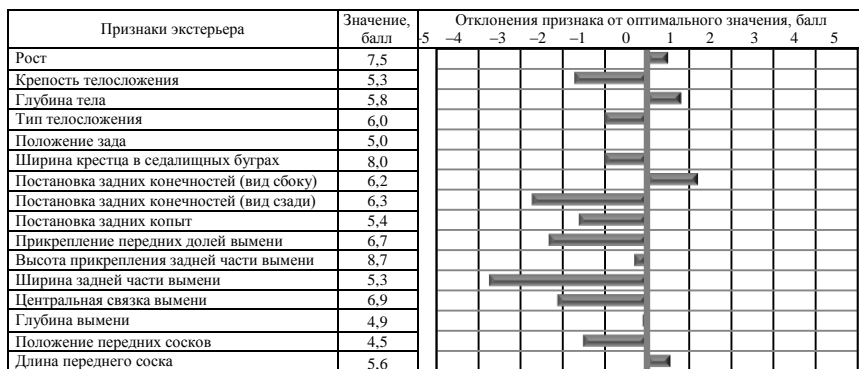 Признаки экстерьера Значение, балл Отклонения признака от оптимального значения, балл
-5 –4 –3 –2 –1 0 1 2 3 4 5
Рост 7,5
Крепость телосложения 5,3
Глубина тела 5,8
Тип телосложения 6,0
Положение зада 5,0
Ширина крестца в седалищных буграх 8,0
Постановка задних конечностей (вид сбоку) 6,2
Постановка задних конечностей (вид сзади) 6,3
Постановка задних копыт 5,4
Прикрепление передних долей вымени 6,7
Высота прикрепления задней части вымени 8,7
Ширина задней части вымени 5,3
Центральная связка вымени 6,9
Глубина вымени 4,9
Положение передних сосков 4,5
Длина переднего соска 5,6